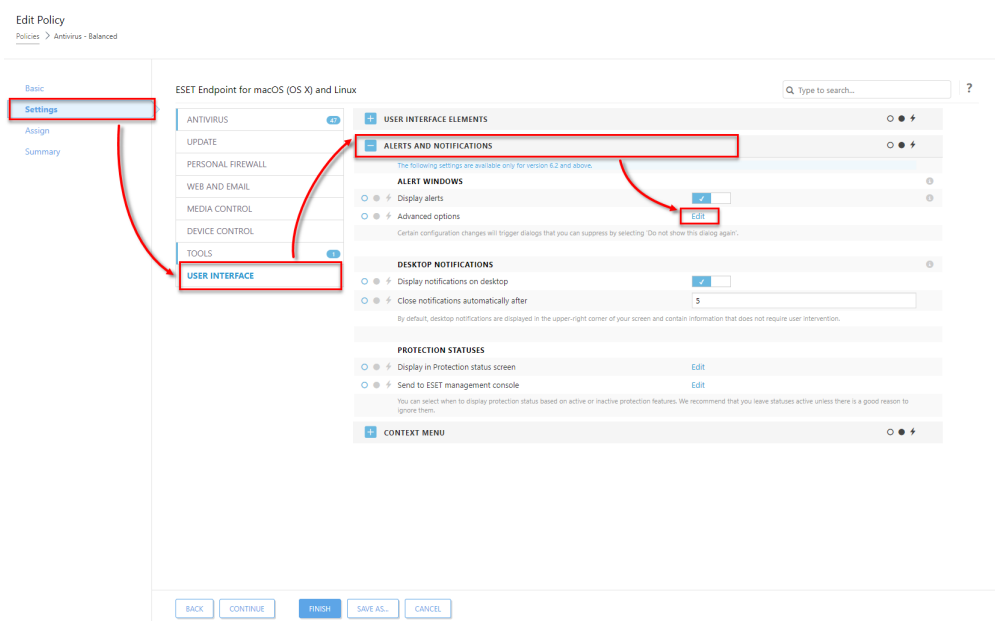 Edit Policy
Policies > Antivirus - Balanced
Basic
Settings
Assign
Summary
ESET Endpoint for macOS (OS X) and Linux
Type to search...
?
ANTIVIRUS 47
UPDATE
PERSONAL FIREWALL
WEB AND EMAIL
MEDIA CONTROL
DEVICE CONTROL
TOOLS 1
USER INTERFACE
USER INTERFACE ELEMENTS
ALERTS AND NOTIFICATIONS
The following settings are available only for version 6.2 and above.
ALERT WINDOWS
Display alerts
Advanced options Edit
Certain configuration changes will trigger dialogs that you can suppress by selecting 'Do not show this dialog again'.
DESKTOP NOTIFICATIONS
Display notifications on desktop
Close notifications automatically after 5
By default, desktop notifications are displayed in the upper-right corner of your screen and contain information that does not require user intervention.
PROTECTION STATUSES
Display in Protection status screen Edit
Send to ESET management console Edit
You can select when to display protection status based on active or inactive protection features. We recommend that you leave statuses active unless there is a good reason to
ignore them.
CONTEXT MENU
BACK CONTINUE FINISH SAVE AS... CANCEL